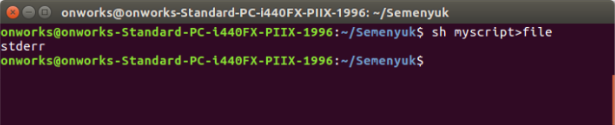 onworks@onworks-Standard-PC-i440FX-PIIX-1996: ~/Semenyuk
onworks@onworks-Standard-PC-i440FX-PIIX-1996:~/Semenyuk$ sh myscript>file
stderr
onworks@onworks-Standard-PC-i440FX-PIIX-1996:~/Semenyuk$